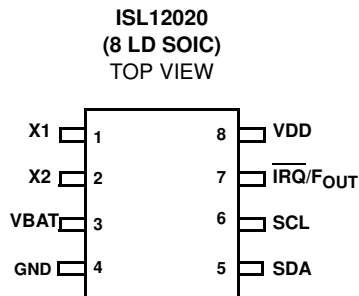 ISL12020
(8 LD SOIC)
TOP VIEW
X1 1 8 VDD
X2 2 7 IRQ/FOUT
VBAT 3 6 SCL
GND 4 5 SDA